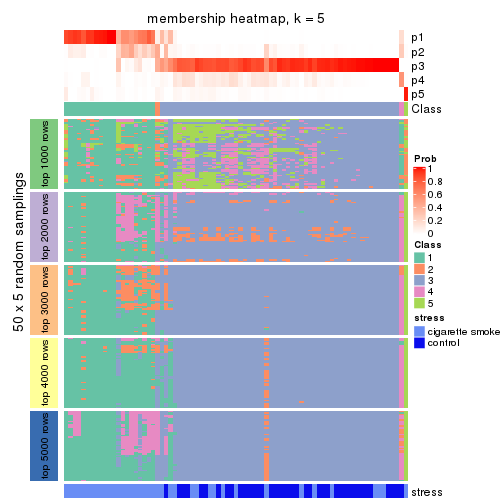 membership heatmap, k = 5
p1
p2
p3
p4
p5
Class
50 x 5 random samplings
top 1000 rows
top 2000 rows
top 3000 rows
top 4000 rows
top 5000 rows
stress
Prob
1
0.8
0.6
0.4
0.2
0
Class
1
2
3
4
5
stress
cigarette smoke
control